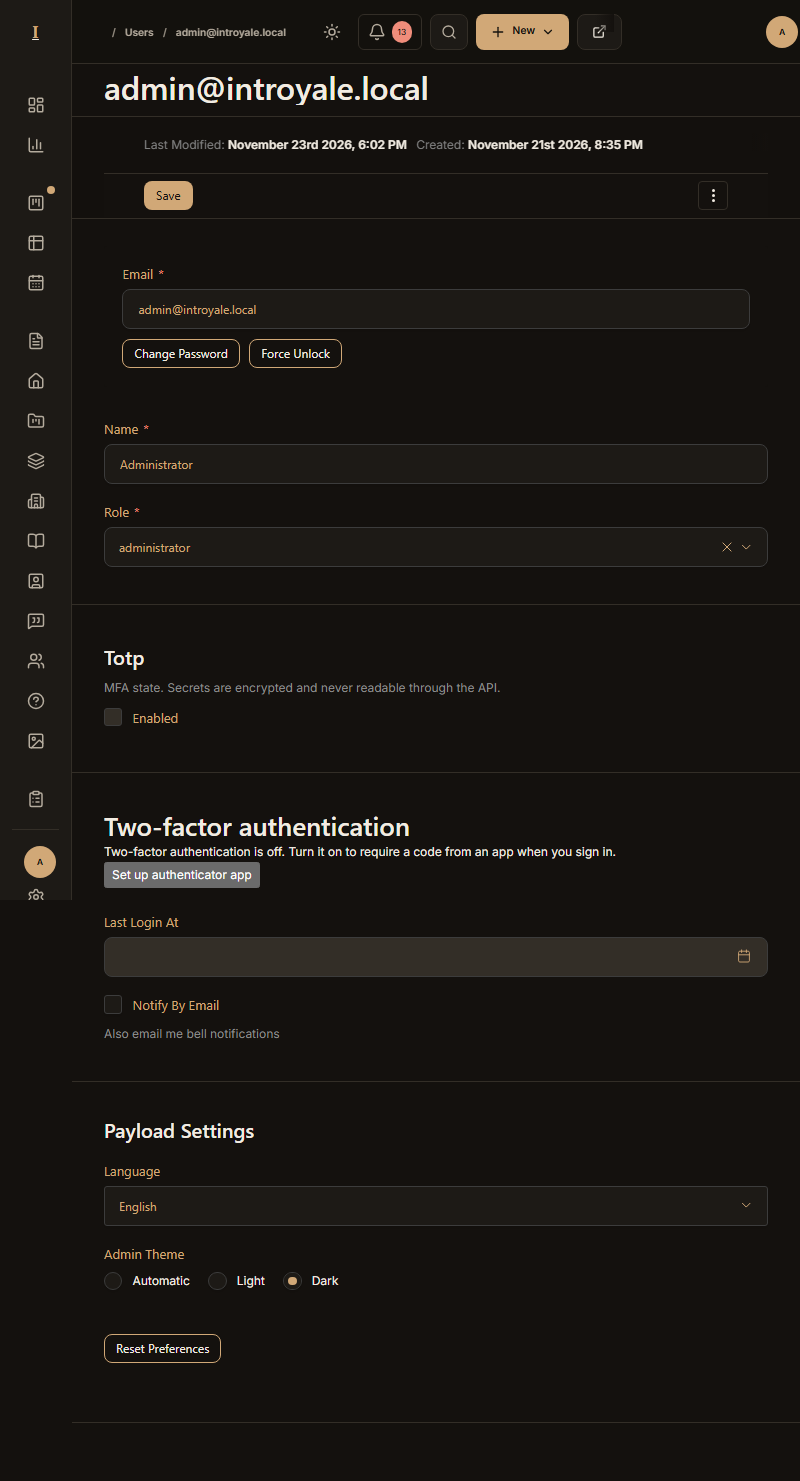 I
/ Users / admin@introyale.local
13
New
A
admin@introyale.local
Last Modified: November 23rd 2026, 6:02 PM Created: November 21st 2026, 8:35 PM
Save
Email *
admin@introyale.local
Change Password Force Unlock
Name *
Administrator
Role *
administrator
Totp
MFA state. Secrets are encrypted and never readable through the API.
Enabled
Two-factor authentication
Two-factor authentication is off. Turn it on to require a code from an app when you sign in.
A
Set up authenticator app
Last Login At
Notify By Email
Also email me bell notifications
Payload Settings
Language
English
Admin Theme
Automatic Light Dark
Reset Preferences